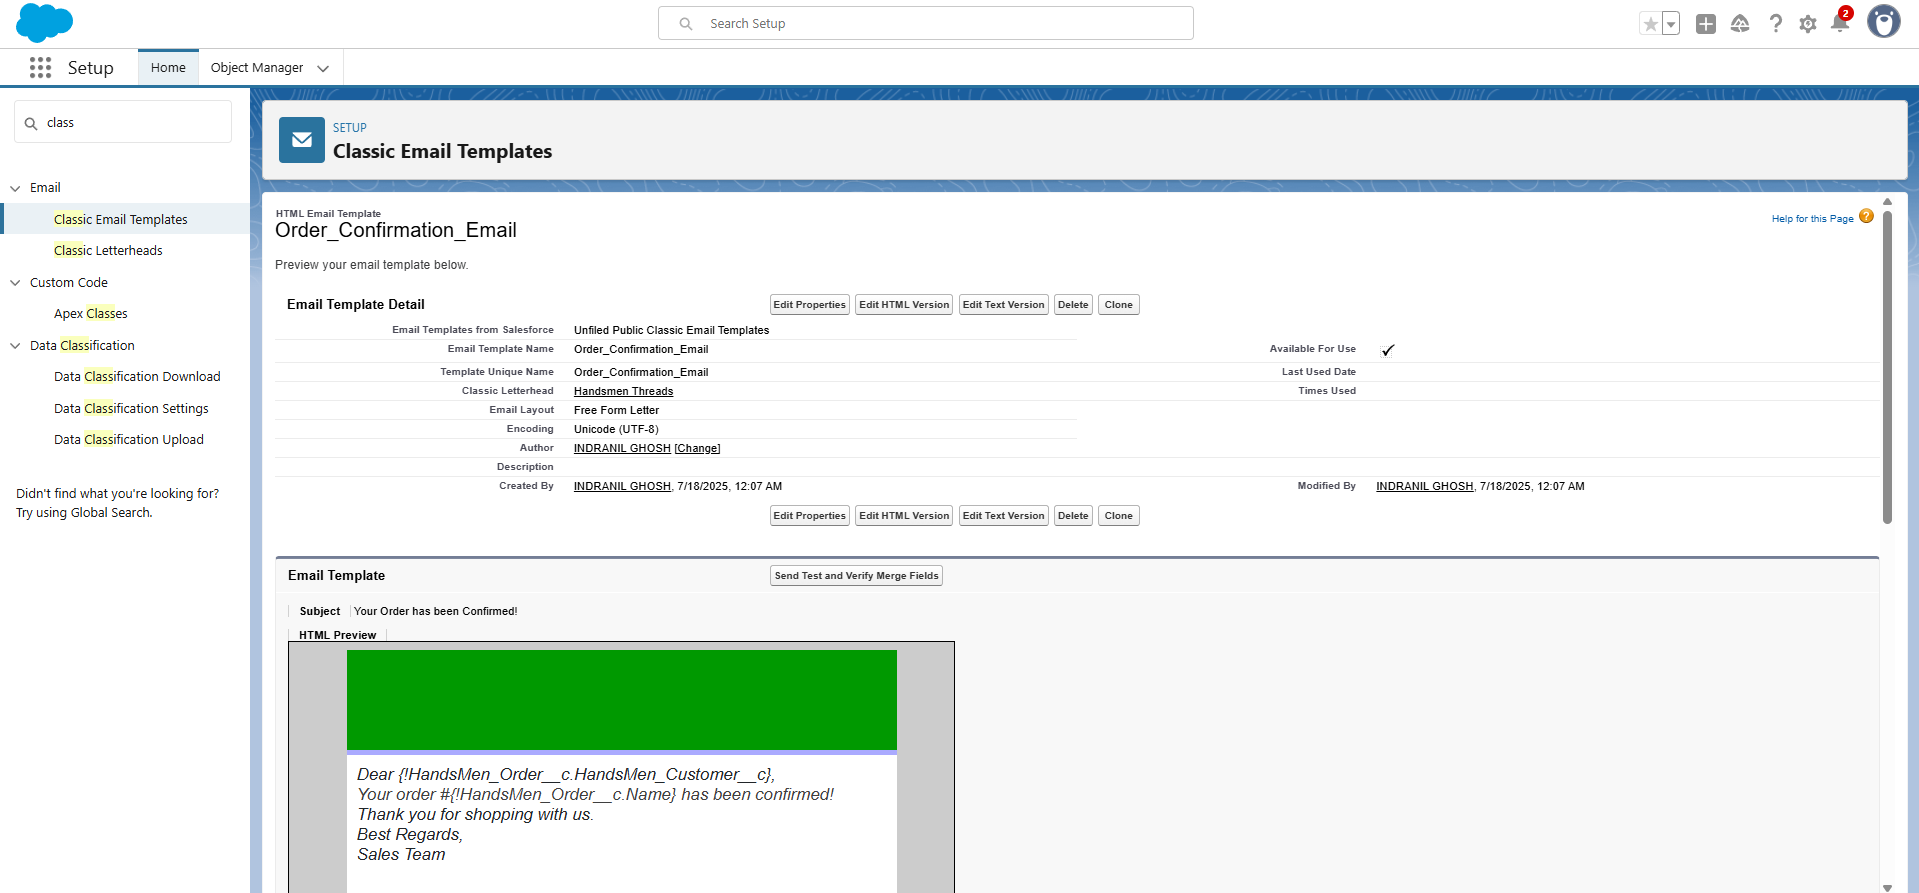 Search Setup
2
Setup
Home
Object Manager
class
Email
Classic Email Templates
Classic Letterheads
Custom Code
Apex Classes
Data Classification
Data Classification Download
Data Classification Settings
Data Classification Upload
Didn't find what you're looking for?
Try using Global Search.
SETUP
Classic Email Templates
HTML Email Template
Order_Confirmation_Email
Help for this Page ?
Preview your email template below.
Email Template Detail
Edit Properties Edit HTML Version Edit Text Version Delete Clone
Email Templates from Salesforce Unfiled Public Classic Email Templates
Email Template Name Order_Confirmation_Email Available For Use ✓
Template Unique Name Order_Confirmation_Email Last Used Date
Classic Letterhead Handsmen Threads Times Used
Email Layout Free Form Letter
Encoding Unicode (UTF-8)
Author INDRANIL GHOSH [Change]
Description
Created By INDRANIL GHOSH, 7/18/2025, 12:07 AM Modified By INDRANIL GHOSH, 7/18/2025, 12:07 AM
Edit Properties Edit HTML Version Edit Text Version Delete Clone
Email Template Send Test and Verify Merge Fields
Subject Your Order has been Confirmed!
HTML Preview
Dear {!HandsMen_Order__c.HandsMen_Customer__c},
Your order #{!HandsMen_Order__c.Name} has been confirmed!
Thank you for shopping with us.
Best Regards,
Sales Team